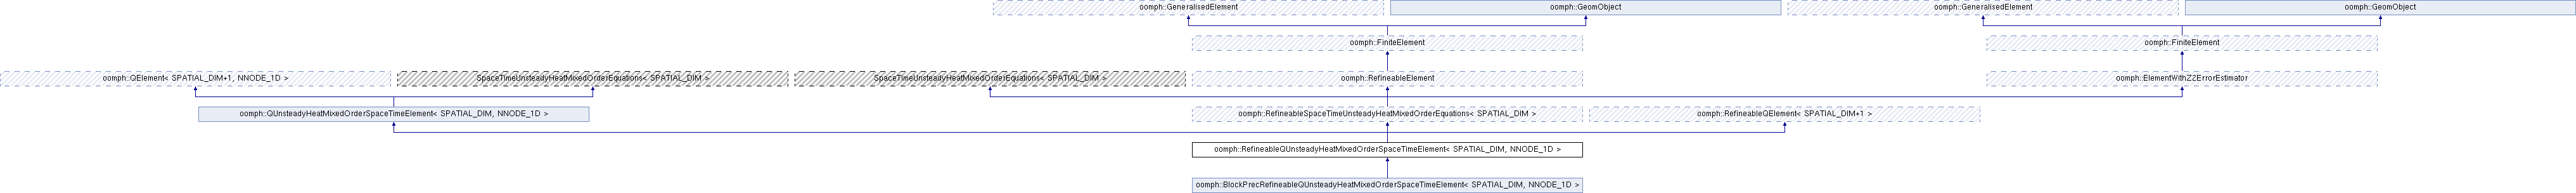 oomph::GeneralisedElement
oomph::GeomObject
oomph::GeneralisedElement
oomph::GeomObject
oomph::FiniteElement
oomph::FiniteElement
oomph::QElement< SPATIAL_DIM+1, NNODE_1D >
SpaceTimeUnsteadyHeatMixedOrderEquations< SPATIAL_DIM >
SpaceTimeUnsteadyHeatMixedOrderEquations< SPATIAL_DIM >
oomph::RefineableElement
oomph::ElementWithZ2ErrorEstimator
oomph::QUnsteadyHeatMixedOrderSpaceTimeElement< SPATIAL_DIM, NNODE_1D >
oomph::RefineableSpaceTimeUnsteadyHeatMixedOrderEquations< SPATIAL_DIM >
oomph::RefineableQElement< SPATIAL_DIM+1 >
oomph::RefineableQUnsteadyHeatMixedOrderSpaceTimeElement< SPATIAL_DIM, NNODE_1D >
oomph::BlockPrecRefineableQUnsteadyHeatMixedOrderSpaceTimeElement< SPATIAL_DIM, NNODE_1D >